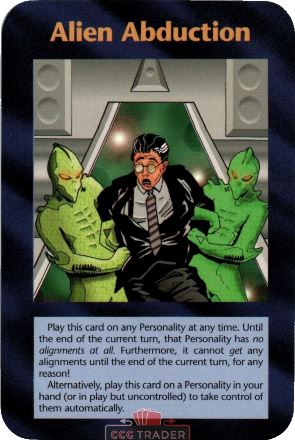 Alien Abduction
Play this card on any Personality at any time. Until
the end of the current turn, that Personality has no
alignments at all. Furthermore, it cannot get any
alignments until the end of the current turn, for any
reason!
Alternatively, play this card on a Personality in your
hand (or in play but uncontrolled) to take control of
them automatically.
CCG TRADER